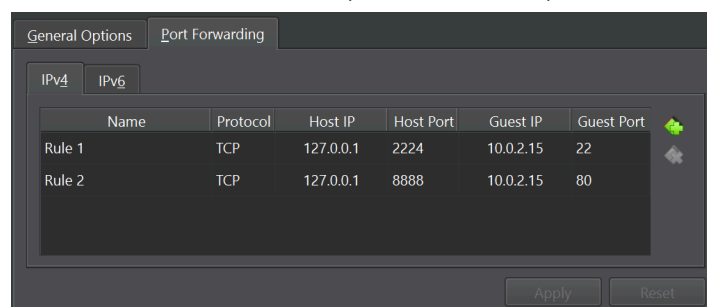 General Options Port Forwarding
IPv4 IPv6
Name Protocol Host IP Host Port Guest IP Guest Port
Rule 1 TCP 127.0.0.1 2224 10.0.2.15 22
Rule 2 TCP 127.0.0.1 8888 10.0.2.15 80
Apply Reset